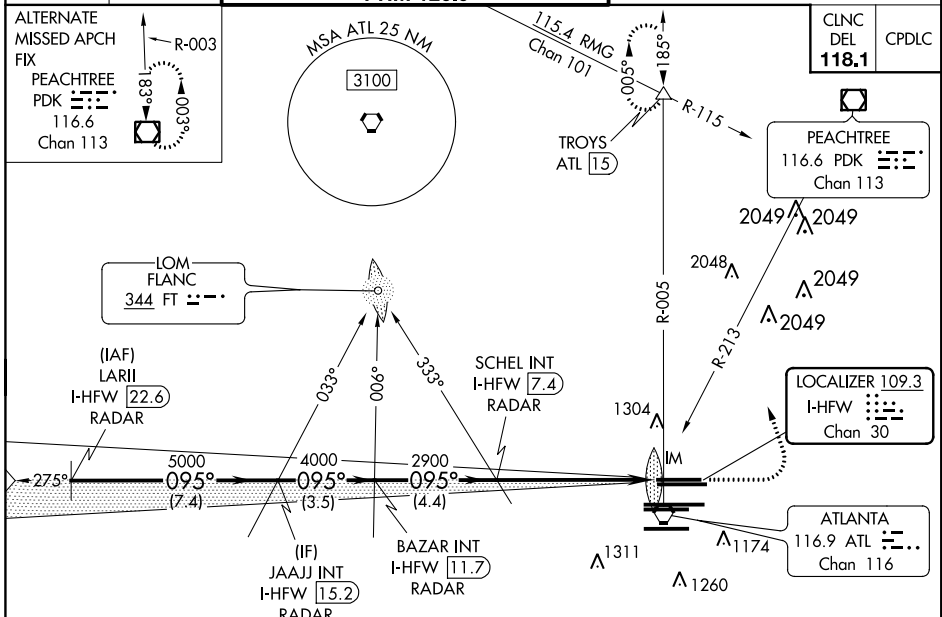 ALTERNATE
MISSED APCH
FIX
PEACHTREE
PDK
116.6
Chan 113
R-003
183°
003°
MSA ATL 25 NM
3100
115.4 RMG
Chan 101
005°
185°
R-115
TROYS
ATL 15
CLNC
DEL
118.1
CPDLC
PEACHTREE
116.6 PDK
Chan 113
2049
2049
2048
2049
2049
R-005
R-213
LOM
FLANC
344 FT
033°
006°
333°
(IAF)
LARII
I-HFW 22.6
RADAR
SCHEL INT
I-HFW 7.4
RADAR
1304
IM
LOCALIZER 109.3
I-HFW
Chan 30
275°
5000
095°
(7.4)
4000
095°
(3.5)
2900
095°
(4.4)
(IF)
JAAJJ INT
I-HFW 15.2
RADAR
BAZAR INT
I-HFW 11.7
RADAR
1311
1174
1260
ATLANTA
116.9 ATL
Chan 116